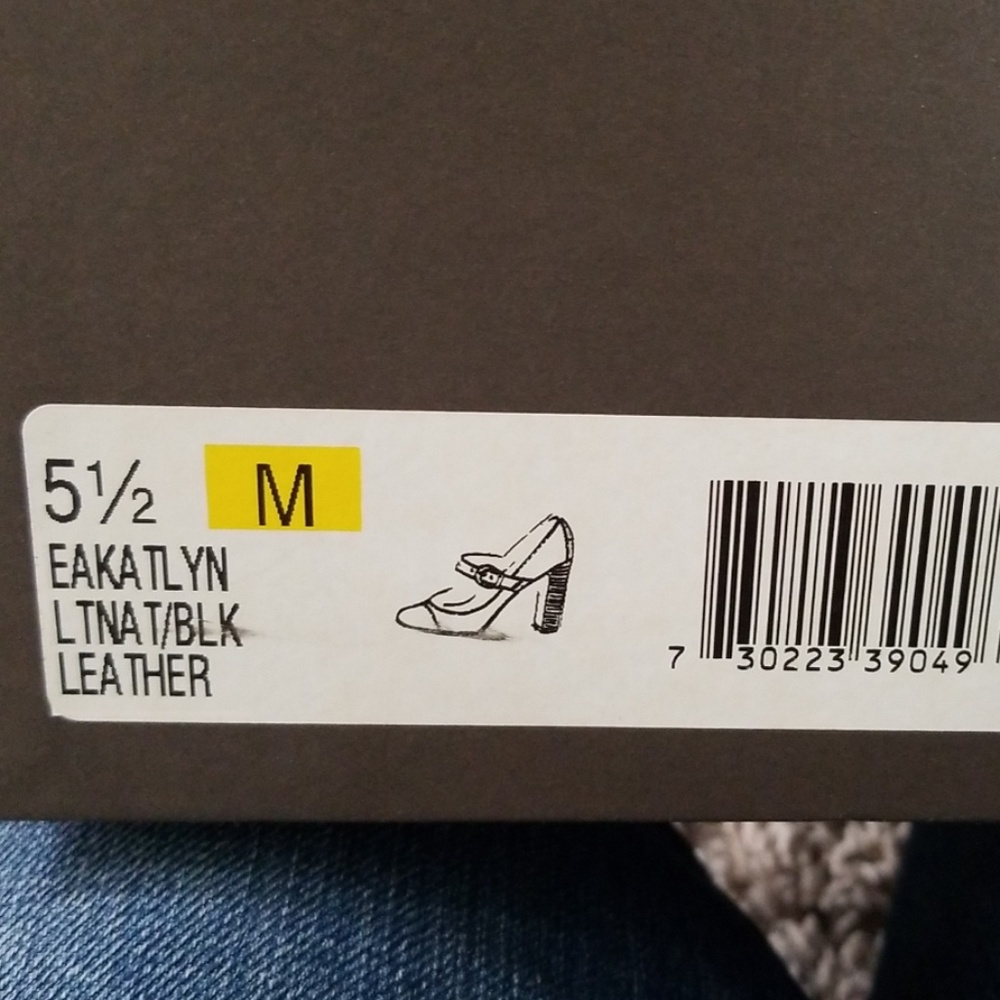 5½ M
EAKATLYN
LTNAT/BLK
LEATHER
7 30223 39049